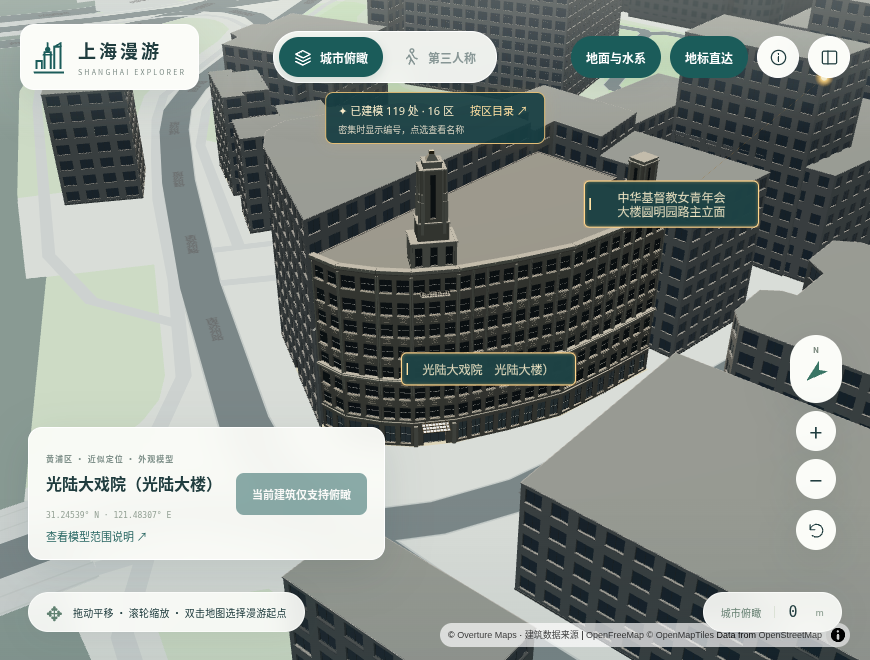 上海漫游
SHANGHAI EXPLORER
城市俯瞰
第三人称
地面与水系
地标直达
✦ 已建模 119 处 · 16 区 按区目录 ↗
密集时显示编号，点选查看名称
中华基督教女青年会
大楼圆明园路主立面
光陆大戏院 光陆大楼）
N
+
−
黄浦区 · 近似定位 · 外观模型
光陆大戏院（光陆大楼）
当前建筑仅支持俯瞰
31.24539° N · 121.48307° E
查看模型范围说明 ↗
拖动平移 · 滚轮缩放 · 双击地图选择漫游起点
城市俯瞰 0 m
© Overture Maps · 建筑数据来源 | OpenFreeMap © OpenMapTiles Data from OpenStreetMap